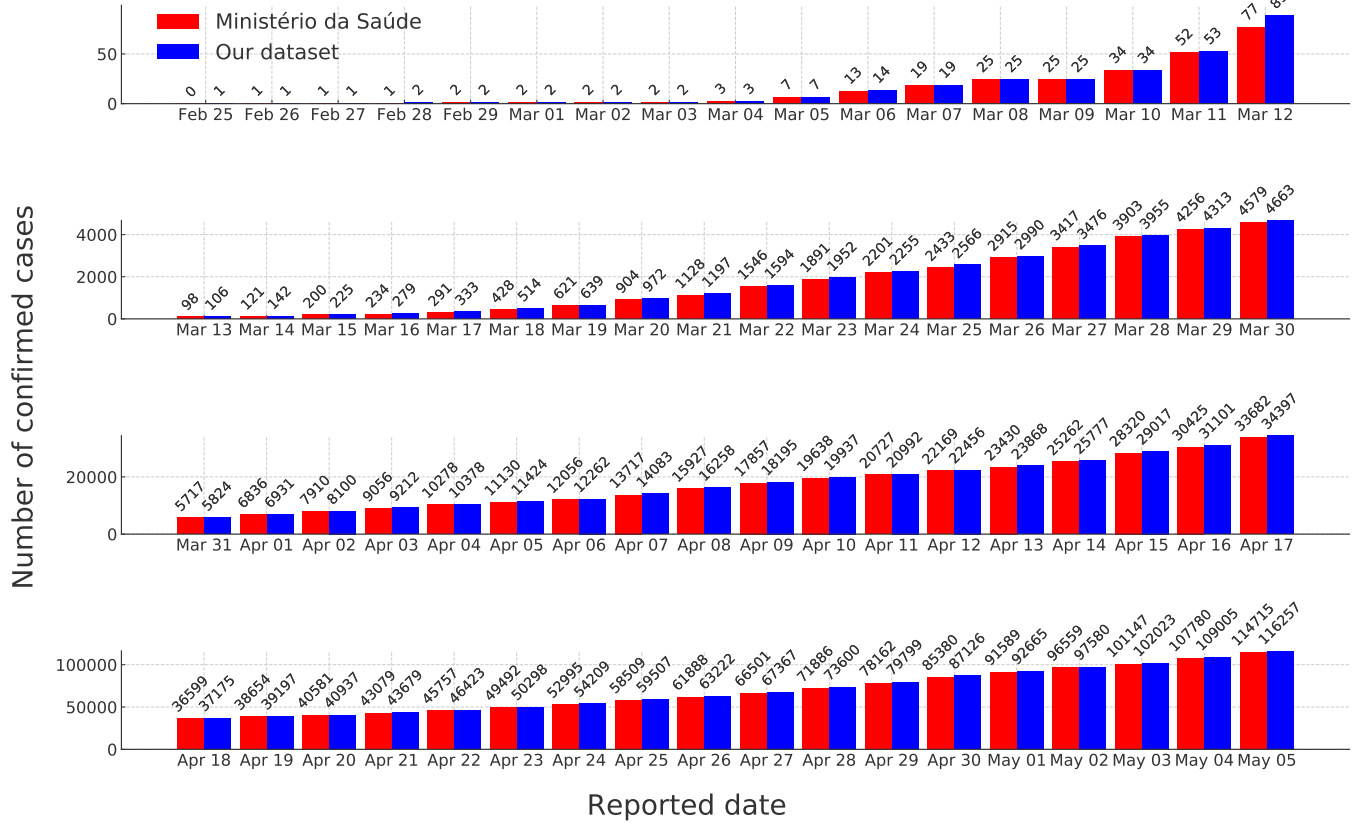 Ministério da Saúde
Our dataset
50
0
0 1 1 1 1 1 1 2 2 2 2 2 2 2 2 2 3 3 7 7 13 14 19 19 25 25 25 25 34 34 52 53 77
Feb 25 Feb 26 Feb 27 Feb 28 Feb 29 Mar 01 Mar 02 Mar 03 Mar 04 Mar 05 Mar 06 Mar 07 Mar 08 Mar 09 Mar 10 Mar 11 Mar 12
Number of confirmed cases
4000
2000
0
98 106 121 142 200 225 234 279 291 333 428 514 621 639 904 972 1128 1197 1546 1594 1891 1952 2201 2255 2433 2566 2915 2990 3417 3476 3903 3955 4256 4313 4579 4663
Mar 13 Mar 14 Mar 15 Mar 16 Mar 17 Mar 18 Mar 19 Mar 20 Mar 21 Mar 22 Mar 23 Mar 24 Mar 25 Mar 26 Mar 27 Mar 28 Mar 29 Mar 30
20000
0
5717 5824 6836 6931 7910 8100 9056 9212 10278 10378 11130 11424 12056 12262 13717 14083 15927 16258 17857 18195 19638 19937 20727 20992 22169 22456 23430 23868 25262 25777 28320 29017 30425 31101 33682 34397
Mar 31 Apr 01 Apr 02 Apr 03 Apr 04 Apr 05 Apr 06 Apr 07 Apr 08 Apr 09 Apr 10 Apr 11 Apr 12 Apr 13 Apr 14 Apr 15 Apr 16 Apr 17
100000
50000
0
36599 37175 38654 39197 40581 40937 43079 43679 45757 46423 49492 50298 52995 54209 58509 59507 61888 63222 66501 67367 71886 73600 78162 79799 85380 87126 91589 92665 96559 97580 101147 102023 107780 109005 114715 116257
Apr 18 Apr 19 Apr 20 Apr 21 Apr 22 Apr 23 Apr 24 Apr 25 Apr 26 Apr 27 Apr 28 Apr 29 Apr 30 May 01 May 02 May 03 May 04 May 05
Reported date